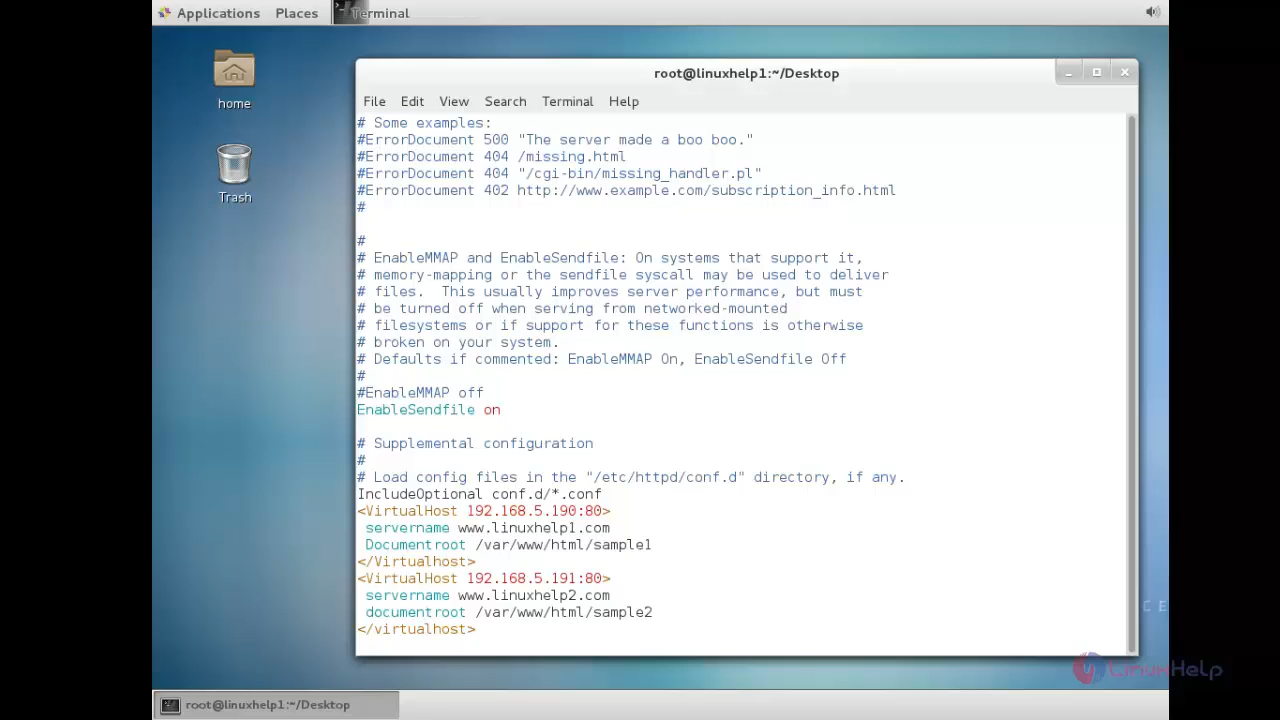 Applications Places Terminal
root@linuxhelp1:~/Desktop
home
File Edit View Search Terminal Help
Trash
# Some examples:
#ErrorDocument 500 "The server made a boo boo."
#ErrorDocument 404 /missing.html
#ErrorDocument 404 "/cgi-bin/missing_handler.pl"
#ErrorDocument 402 http://www.example.com/subscription_info.html
#
#
# EnableMMAP and EnableSendfile: On systems that support it,
# memory-mapping or the sendfile syscall may be used to deliver
# files.  This usually improves server performance, but must
# be turned off when serving from networked-mounted
# filesystems or if support for these functions is otherwise
# broken on your system.
# Defaults if commented: EnableMMAP On, EnableSendfile Off
#
#EnableMMAP off
EnableSendfile on
# Supplemental configuration
#
# Load config files in the "/etc/httpd/conf.d" directory, if any.
IncludeOptional conf.d/*.conf
<VirtualHost 192.168.5.190:80>
 servername www.linuxhelp1.com
 Documentroot /var/www/html/sample1
</Virtualhost>
<VirtualHost 192.168.5.191:80>
 servername www.linuxhelp2.com
 documentroot /var/www/html/sample2
</virtualhost>
CE
LinuxHelp
root@linuxhelp1:~/Desktop